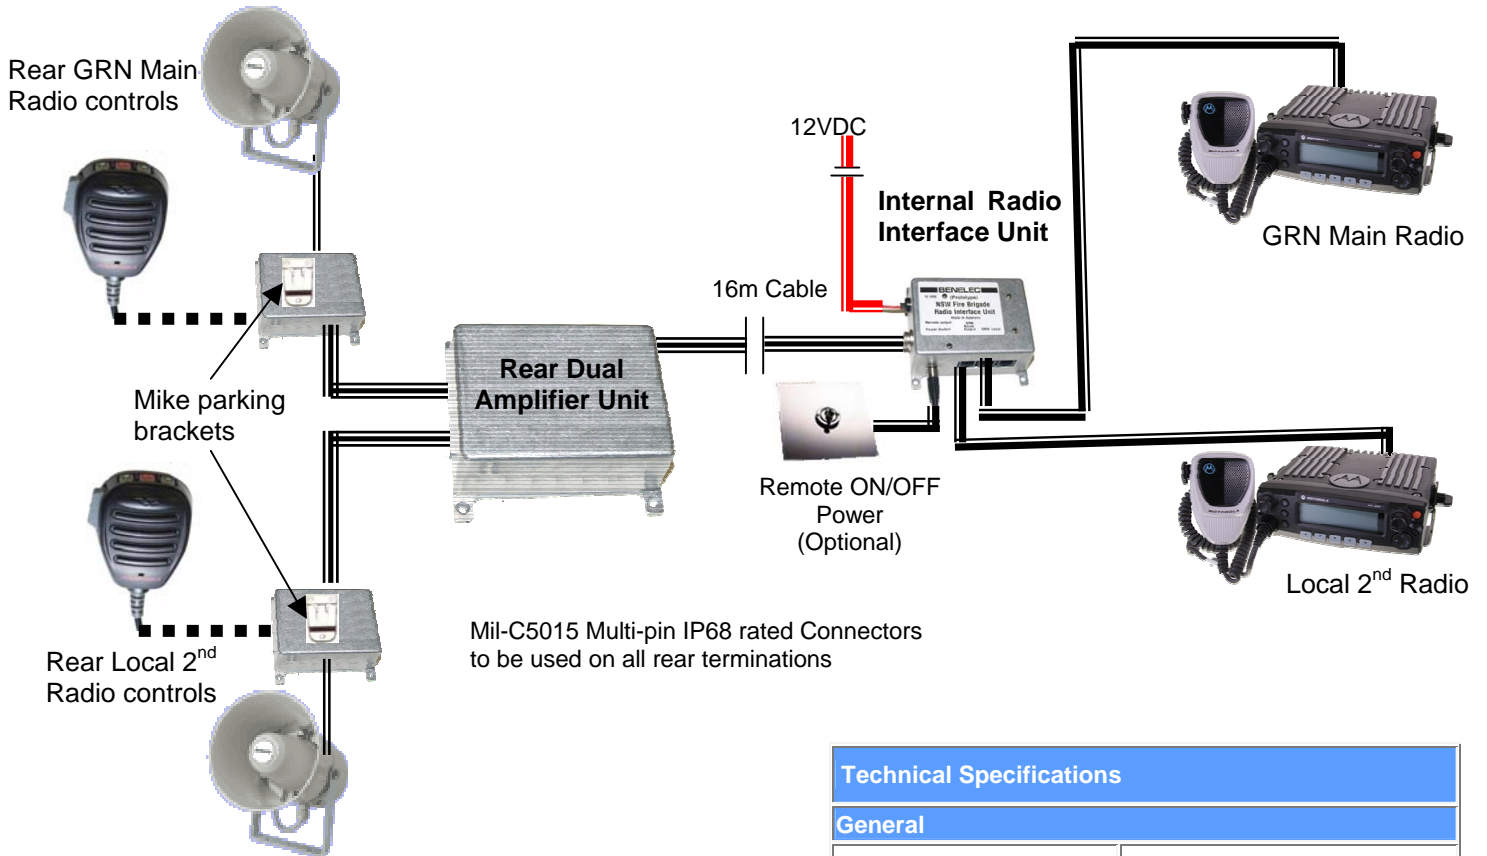 Rear GRN Main
Radio controls
12VDC
Internal Radio
Interface Unit
GRN Main Radio
16m Cable
BENELEC
(Prototype)
NSW Fire Brigade
Radio Interface Unit
Rear Dual
Amplifier Unit
Mike parking
brackets
Remote ON/OFF
Power
(Optional)
Local 2nd Radio
Mil-C5015 Multi-pin IP68 rated Connectors
to be used on all rear terminations
Rear Local 2nd
Radio controls
Technical Specifications
General